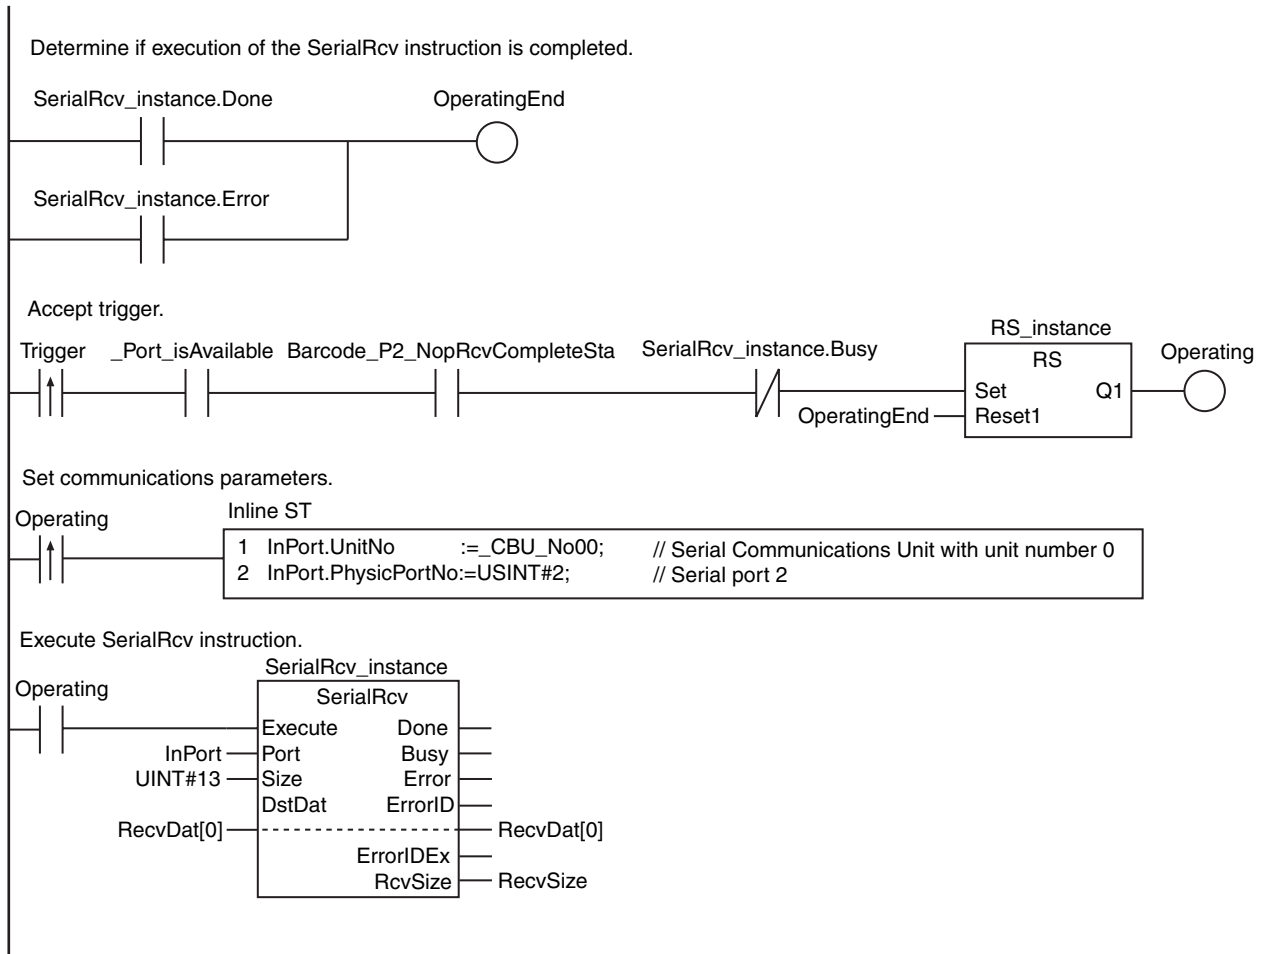 Determine if execution of the SerialRcv instruction is completed.
SerialRcv_instance.Done OperatingEnd
SerialRcv_instance.Error
Accept trigger.
RS_instance
Trigger _Port_isAvailable Barcode_P2_NopRcvCompleteSta SerialRcv_instance.Busy RS Operating
Set Q1
OperatingEnd Reset1
Set communications parameters.
Operating Inline ST
1 InPort.UnitNo :=_CBU_No00; // Serial Communications Unit with unit number 0
2 InPort.PhysicPortNo:=USINT#2; // Serial port 2
Execute SerialRcv instruction.
SerialRcv_instance
Operating SerialRcv
Execute Done
InPort Port Busy
UINT#13 Size Error
DstDat ErrorID
RecvDat[0] RecvDat[0]
ErrorIDEx
RcvSize RecvSize